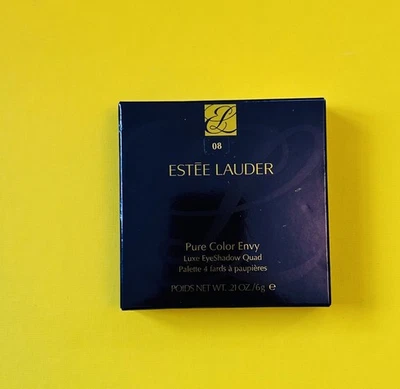 08
ESTĒE LAUDER
Pure Color Envy
Luxe EyeShadow Quad
Palette 4 fards à paupières
POIDS NET WT. .21 OZ./6g ℮